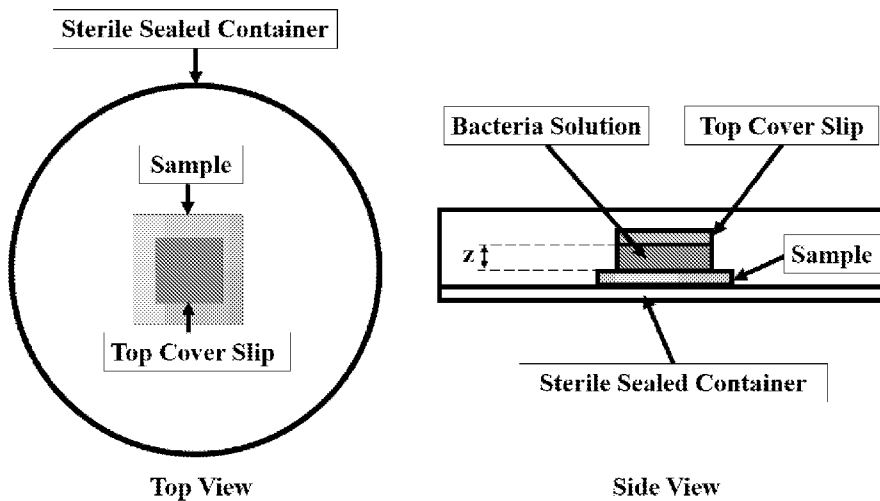 Sterile Sealed Container
Sample
Top Cover Slip
Top View
Bacteria Solution
Top Cover Slip
z
Sample
Sterile Sealed Container
Side View